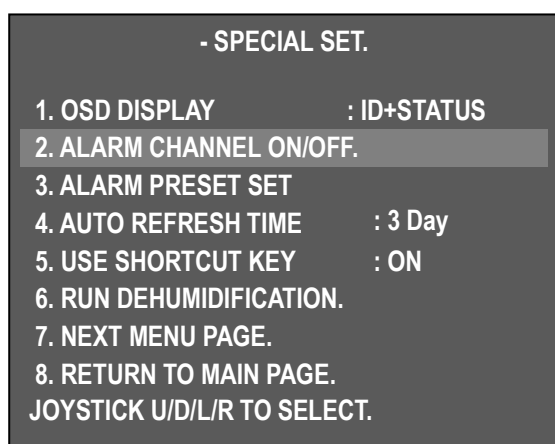 - SPECIAL SET.
1. OSD DISPLAY : ID+STATUS
2. ALARM CHANNEL ON/OFF.
3. ALARM PRESET SET
4. AUTO REFRESH TIME : 3 Day
5. USE SHORTCUT KEY : ON
6. RUN DEHUMIDIFICATION.
7. NEXT MENU PAGE.
8. RETURN TO MAIN PAGE.
JOYSTICK U/D/L/R TO SELECT.